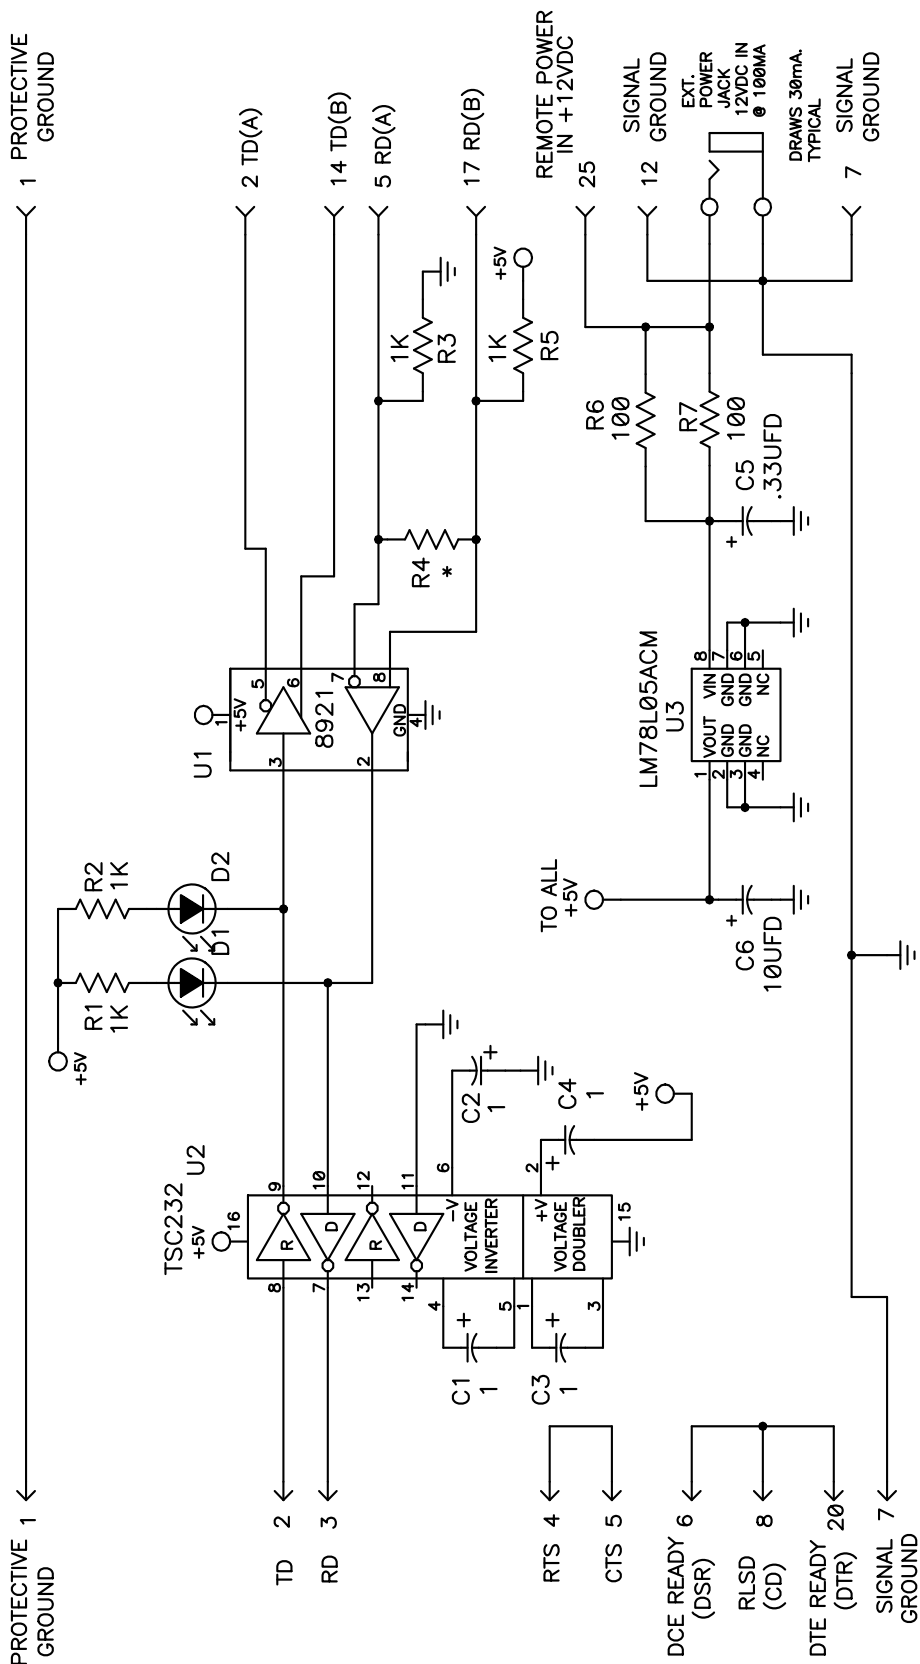 PROTECTIVE
GROUND
1
1
PROTECTIVE
GROUND
TD 2
RD 3
TSC232
U2
+5V
16
8
R
9
7
D
10
13
R
12
14
D
11
4
5
VOLTAGE
INVERTER
-V
6
1
3
VOLTAGE
DOUBLER
+V
2
15
C1
1
+
C3
1
+
C2
1
+
C4
1
+
+5V
+5V
R1
1K
D1
R2
1K
D2
U1
1
+5V
3
5
6
8921
2
7
8
GND
4
R4
*
1K
R3
1K
R5
+5V
2 TD(A)
14 TD(B)
5 RD(A)
17 RD(B)
REMOTE POWER
IN +12VDC
25
12
SIGNAL
GROUND
EXT.
POWER
JACK
12VDC IN
@ 100MA
DRAWS 30mA.
TYPICAL
7
SIGNAL
GROUND
R6
100
R7
100
+
C5
.33UFD
LM78L05ACM
U3
1 VOUT
2 GND
3 GND
4 NC
VIN 8
GND 7
GND 6
NC 5
TO ALL
+5V
+
C6
10UFD
RTS 4
CTS 5
DCE READY
(DSR)
6
RLSD
(CD)
8
DTE READY
(DTR)
20
SIGNAL
GROUND
7